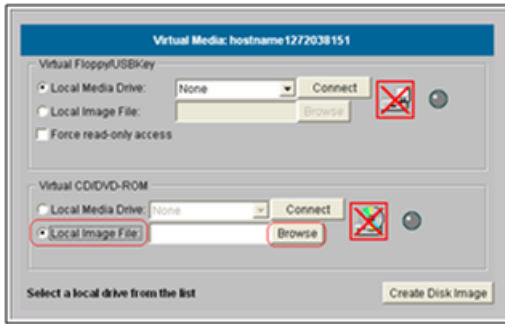 Virtual Media: hostname1272038151
Virtual Floppy/USBKey
Local Media Drive: None Connect
Local Image File: Browse
Force read-only access
Virtual CD/DVD-ROM
Local Media Drive: None Connect
Local Image File: Browse
Select a local drive from the list Create Disk Image